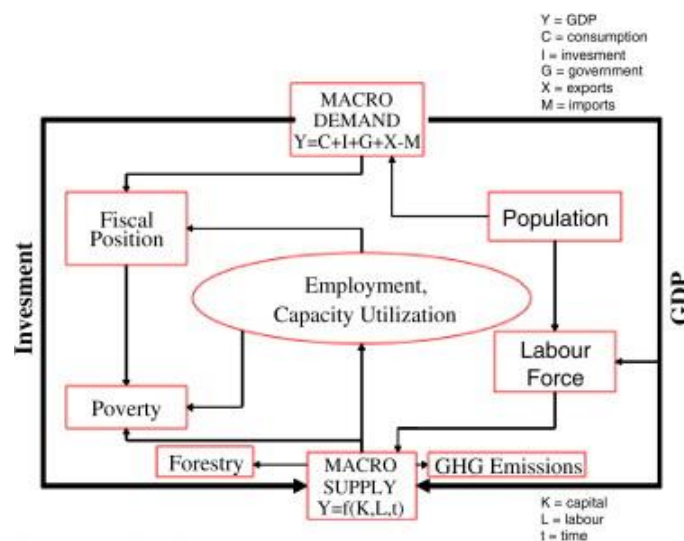 Y = GDP
C = consumption
I = invesment
G = government
X = exports
M = imports
MACRO
DEMAND
Y=C+I+G+X-M
Fiscal
Position
Population
Employment,
Capacity Utilization
Invesment
GDP
Labour
Force
Poverty
Forestry
MACRO
SUPPLY
Y=f(K,L,t)
GHG Emissions
K = capital
L = labour
t = time